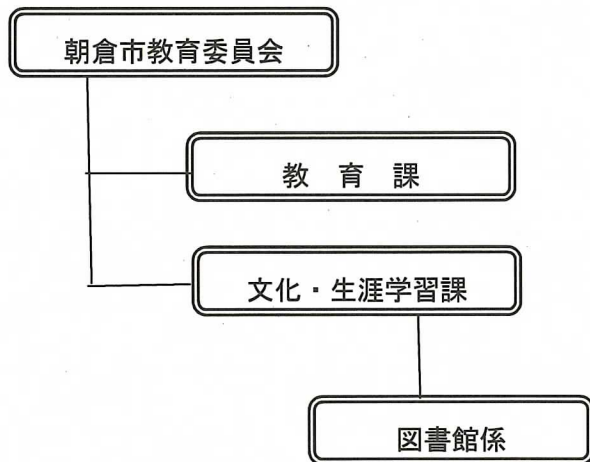 朝倉市教育委員会
教　育　課
文化・生涯学習課
図書館係